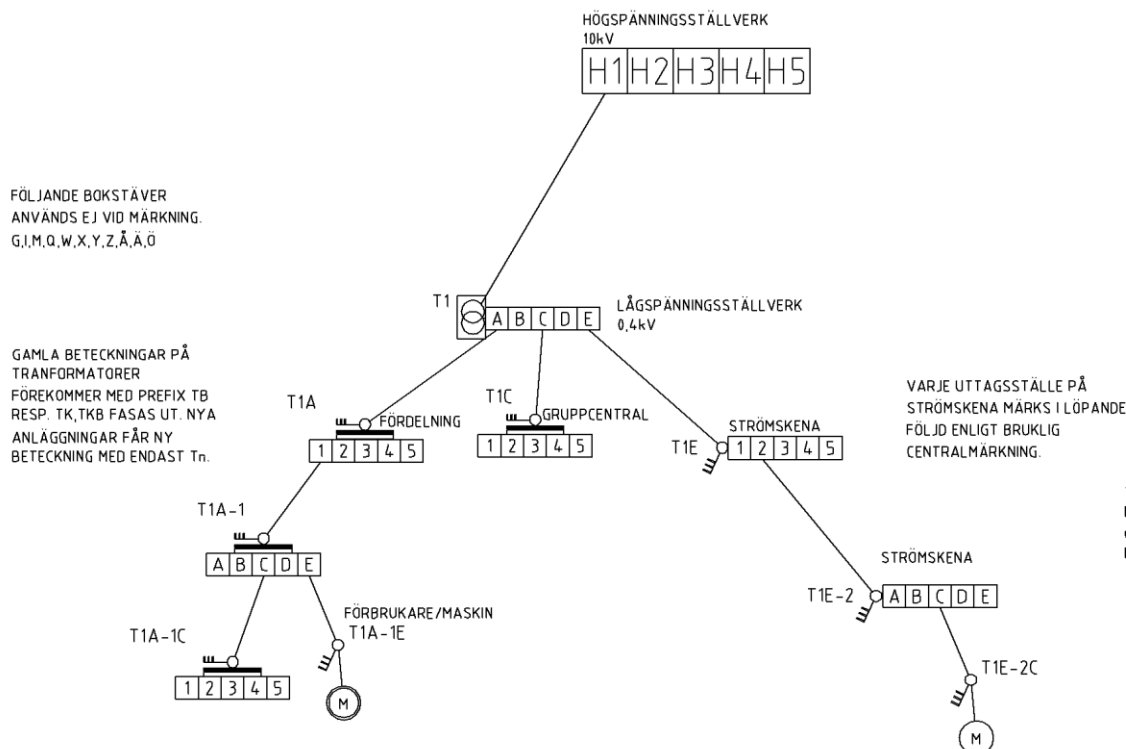 HÖGSPÄNNINGSSTÄLLVERK
10kV
H1 H2 H3 H4 H5
FÖLJANDE BOKSTÄVER
ANVÄNDS EJ VID MÄRKNING.
G,I,M,Q,W,X,Y,Z,Å,Ä,Ö
T1
A B C D E
LÅGSPÄNNINGSSTÄLLVERK
0,4kV
GAMLA BETECKNINGAR PÅ
TRANFORMATORER
FÖREKOMMER MED PREFIX TB
RESP. TK,TKB FASAS UT. NYA
ANLÄGGNINGAR FÅR NY
BETECKNING MED ENDAST Tn.
T1A
FÖRDELNING
1 2 3 4 5
T1C
GRUPPCENTRAL
1 2 3 4 5
T1E
STRÖMSKENA
1 2 3 4 5
VARJE UTTAGSSTÄLLE PÅ
STRÖMSKENA MÄRKS I LÖPANDE
FÖLJD ENLIGT BRUKLIG
CENTRALMÄRKNING.
T1A-1
A B C D E
STRÖMSKENA
T1E-2
A B C D E
T1A-1C
1 2 3 4 5
FÖRBRUKARE/MASKIN
T1A-1E
M
T1E-2C
M